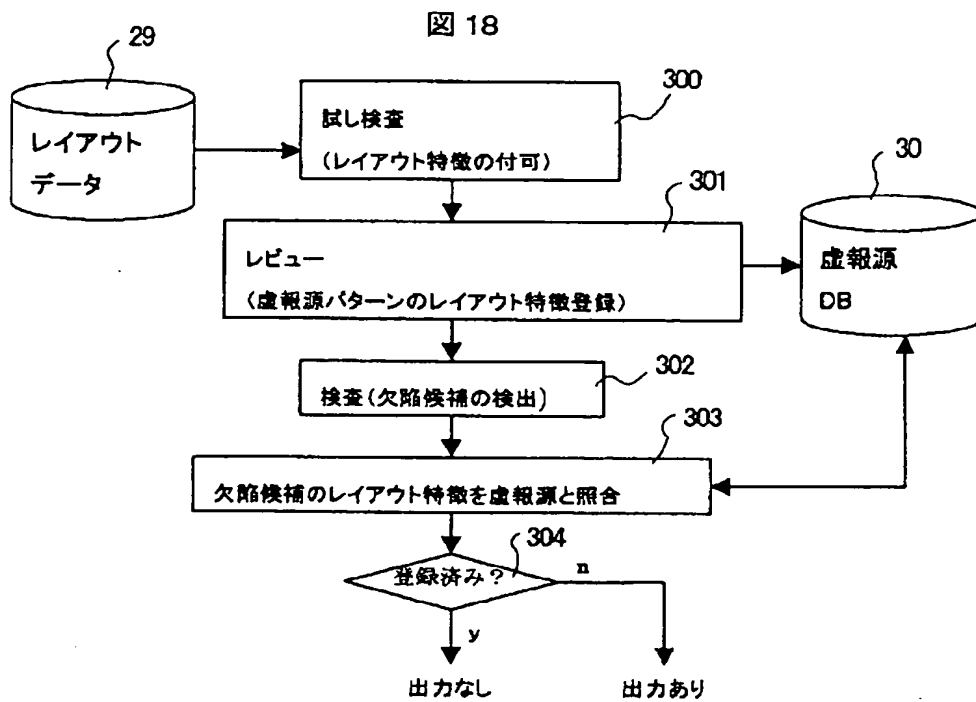 図 18
29
レイアウト
データ
300
試し検査
(レイアウト特徴の付可)
301
レビュー
(虚報源パターンのレイアウト特徴登録)
30
虚報源
DB
302
検査(欠陥候補の検出)
303
欠陥候補のレイアウト特徴を虚報源と照合
304
登録済み?
n
y
出力なし
出力あり